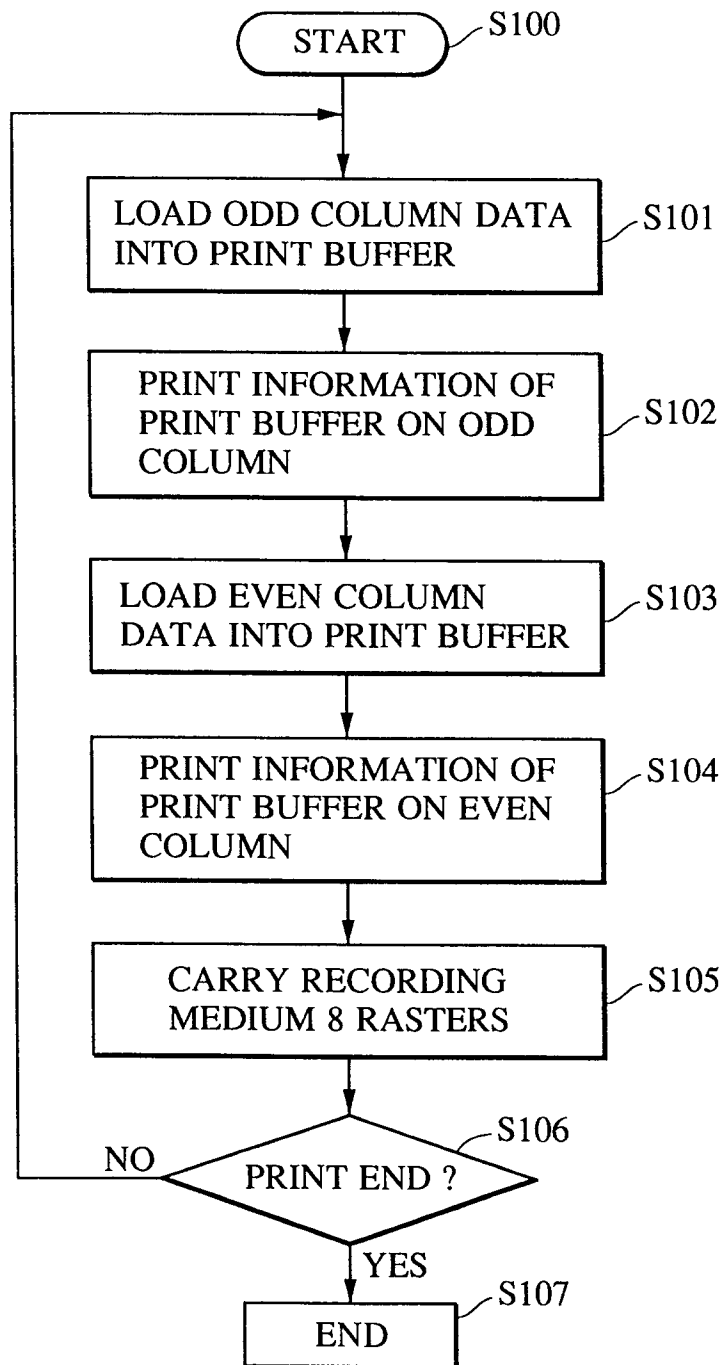 START
S100
LOAD ODD COLUMN DATA
INTO PRINT BUFFER
S101
PRINT INFORMATION OF
PRINT BUFFER ON ODD
COLUMN
S102
LOAD EVEN COLUMN
DATA INTO PRINT BUFFER
S103
PRINT INFORMATION OF
PRINT BUFFER ON EVEN
COLUMN
S104
CARRY RECORDING
MEDIUM 8 RASTERS
S105
PRINT END ?
S106
NO
YES
END
S107